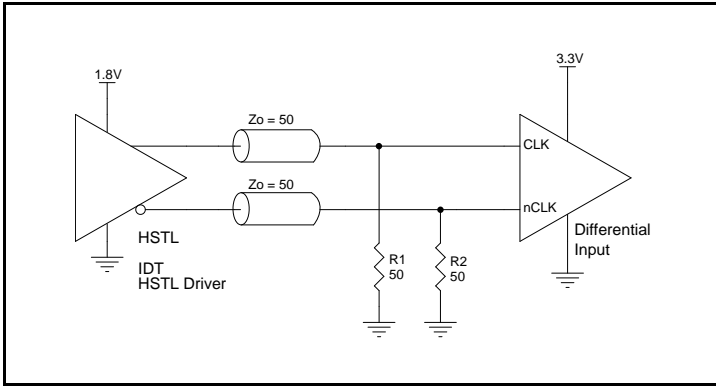 1.8V
3.3V
Zo = 50
CLK
Zo = 50
nCLK
HSTL
Differential
Input
IDT
HSTL Driver
R1
50
R2
50